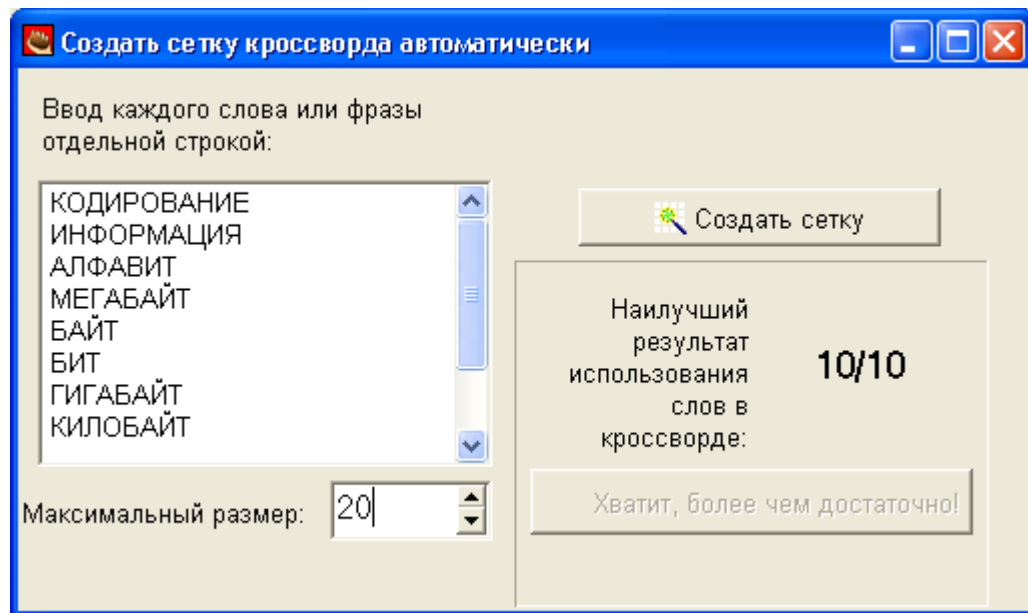 Создать сетку кроссворда автоматически
Ввод каждого слова или фразы
отдельной строкой:
КОДИРОВАНИЕ
ИНФОРМАЦИЯ
АЛФАВИТ
МЕГАБАЙТ
БАЙТ
БИТ
ГИГАБАЙТ
КИЛОБАЙТ
Максимальный размер:
20
Создать сетку
Наилучший
результат
использования
слов в
кроссворде:
10/10
Хватит, более чем достаточно!